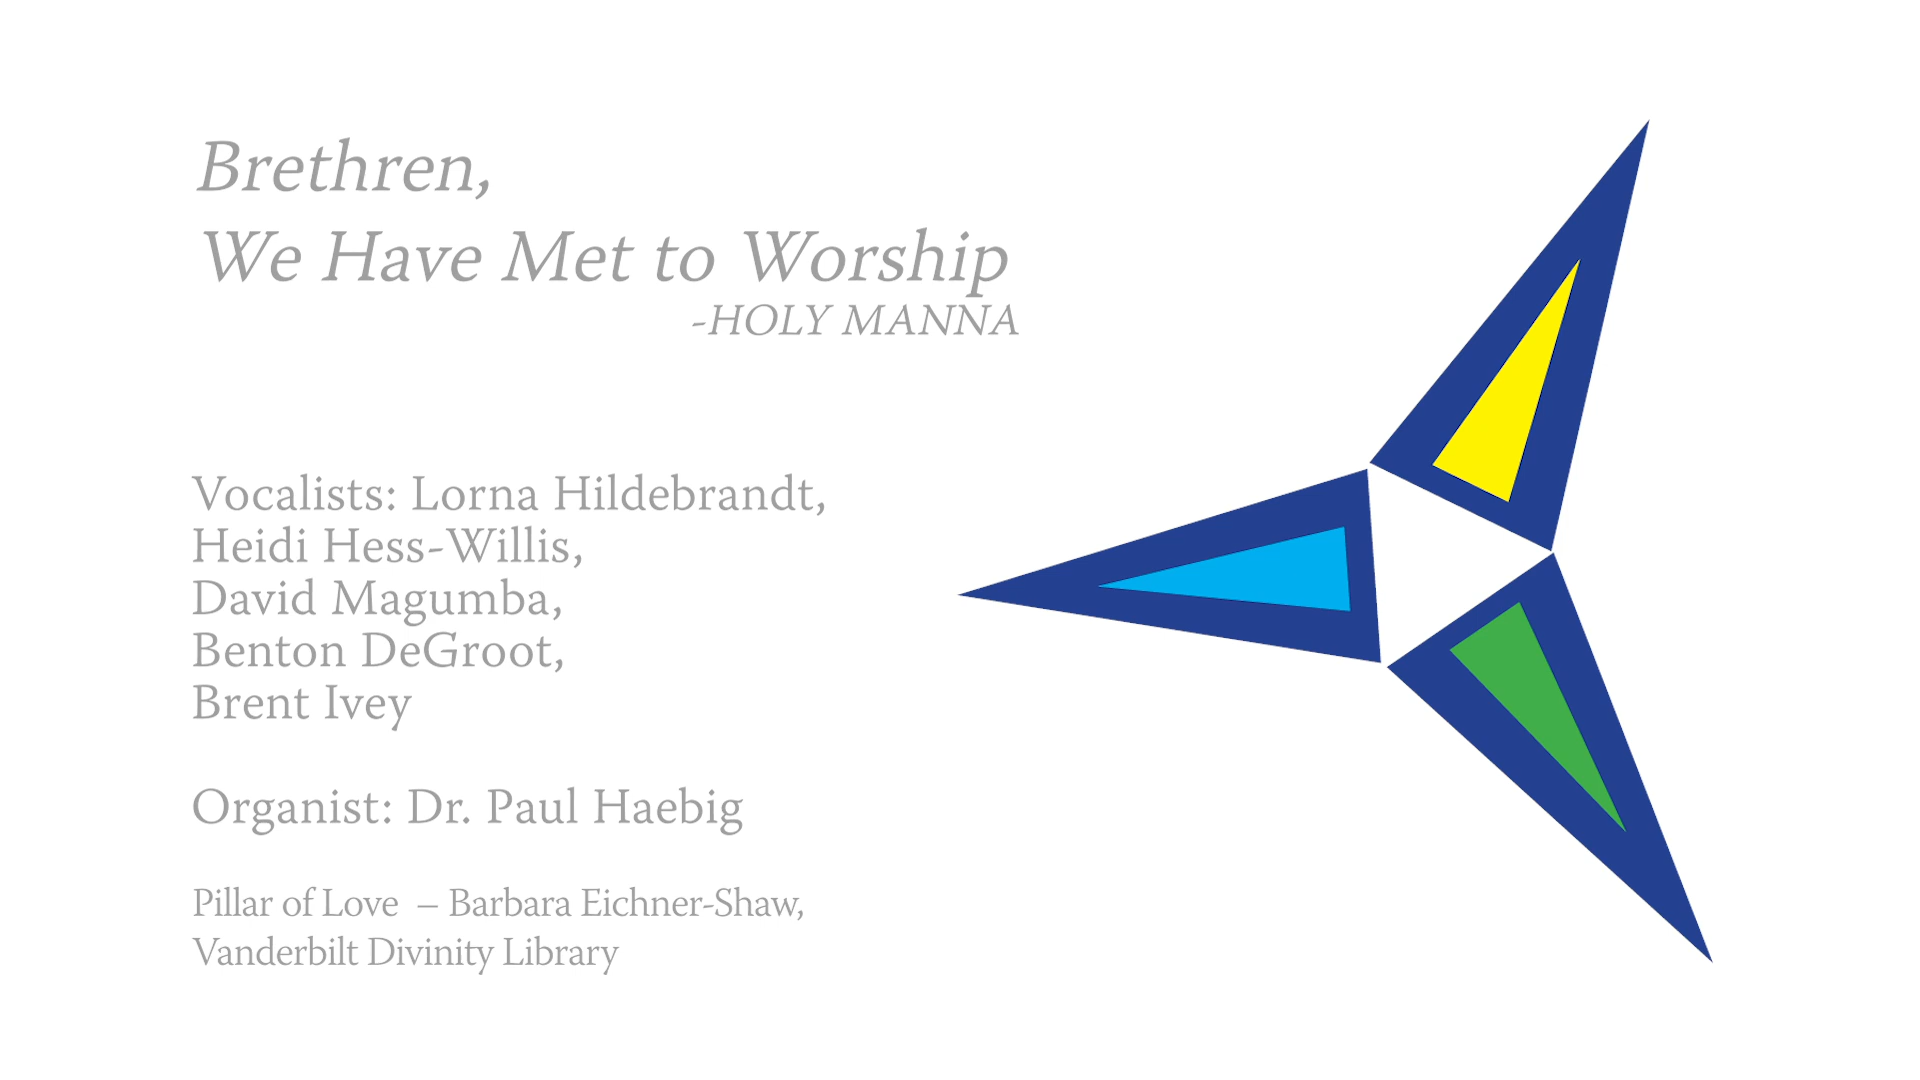 Brethren,
We Have Met to Worship
-HOLY MANNA
Vocalists: Lorna Hildebrandt,
Heidi Hess-Willis,
David Magumba,
Benton DeGroot,
Brent Ivey
Organist: Dr. Paul Haebig
Pillar of Love – Barbara Eichner-Shaw,
Vanderbilt Divinity Library